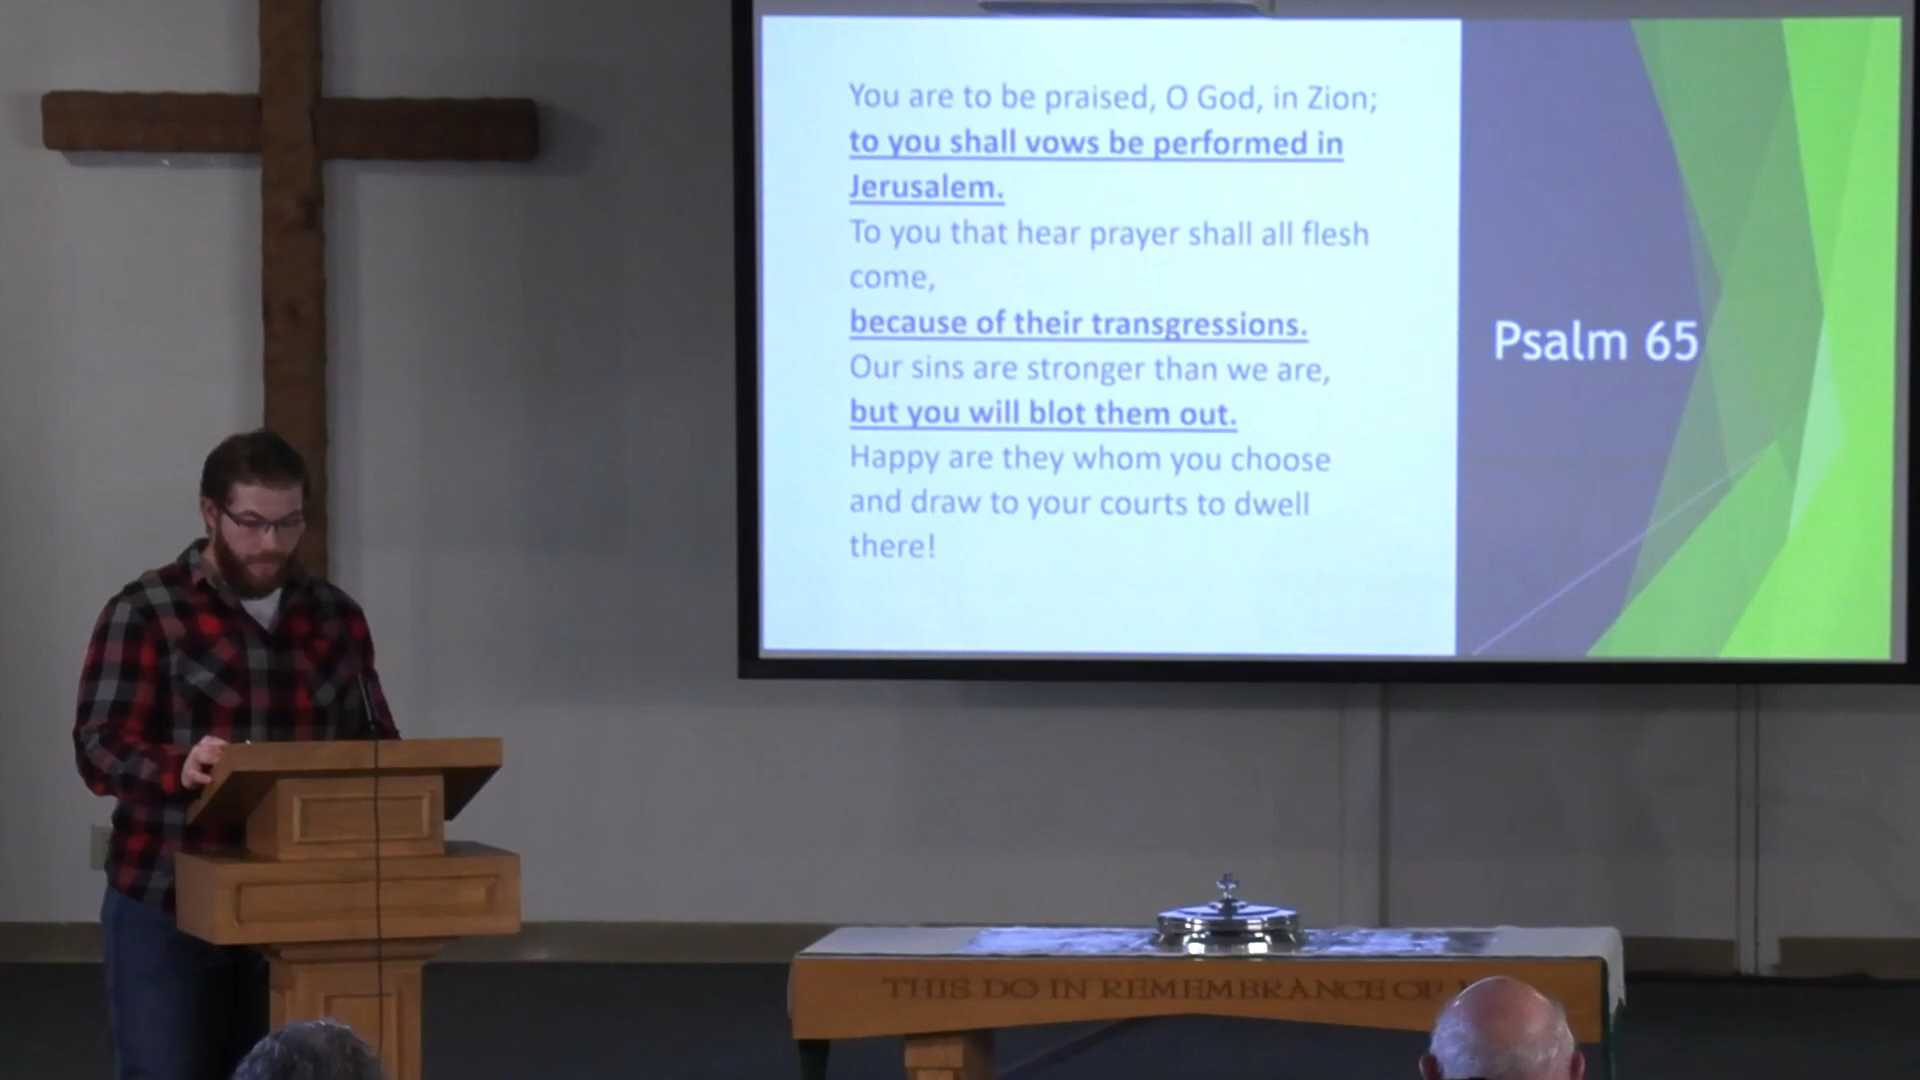 You are to be praised, O God, in Zion;
to you shall vows be performed in
Jerusalem.
To you that hear prayer shall all flesh
come,
because of their transgressions.
Our sins are stronger than we are,
but you will blot them out.
Happy are they whom you choose
and draw to your courts to dwell
there!
Psalm 65
THIS DO IN REMEMBRANCE OF